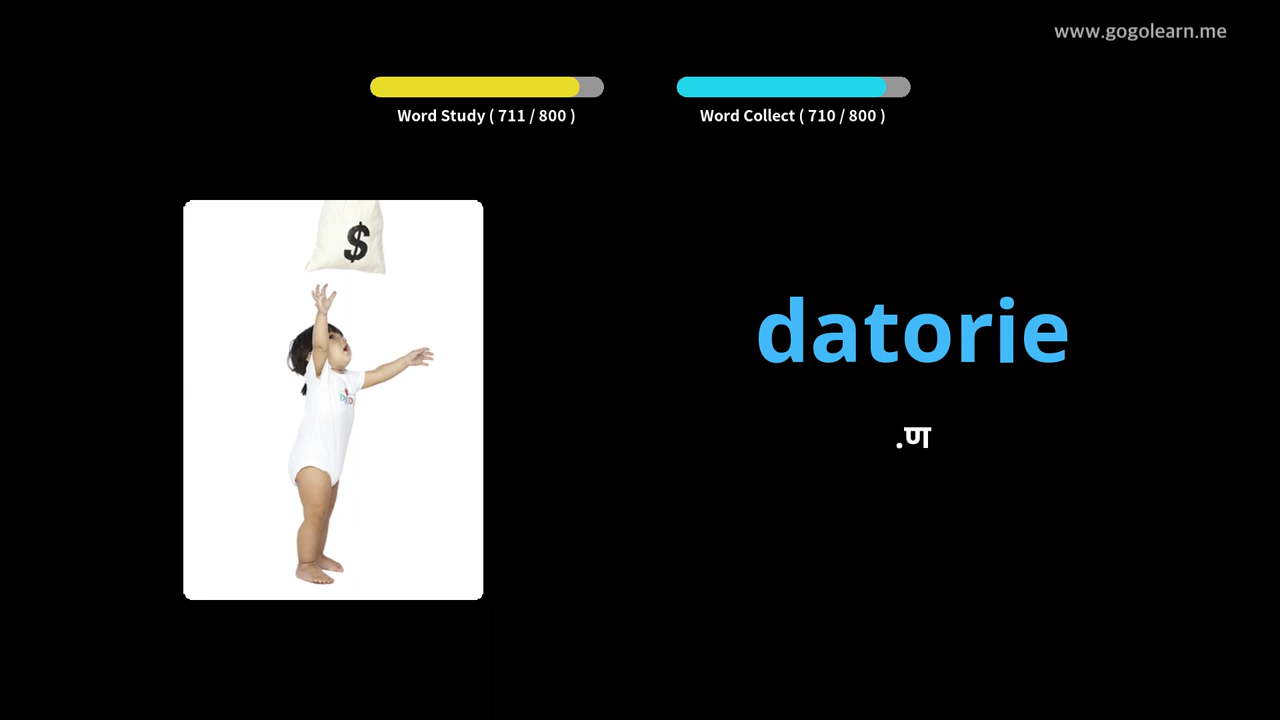 www.gogolearn.me
Word Study ( 711 / 800 )
Word Collect ( 710 / 800 )
$
datorie
.ण